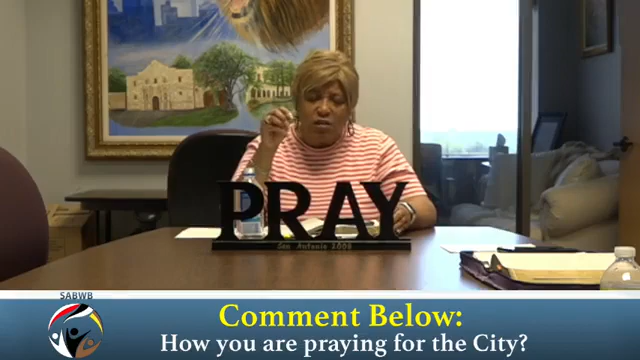 PRAY
San Antonio 2008
SABWB
Comment Below:
How you are praying for the City?